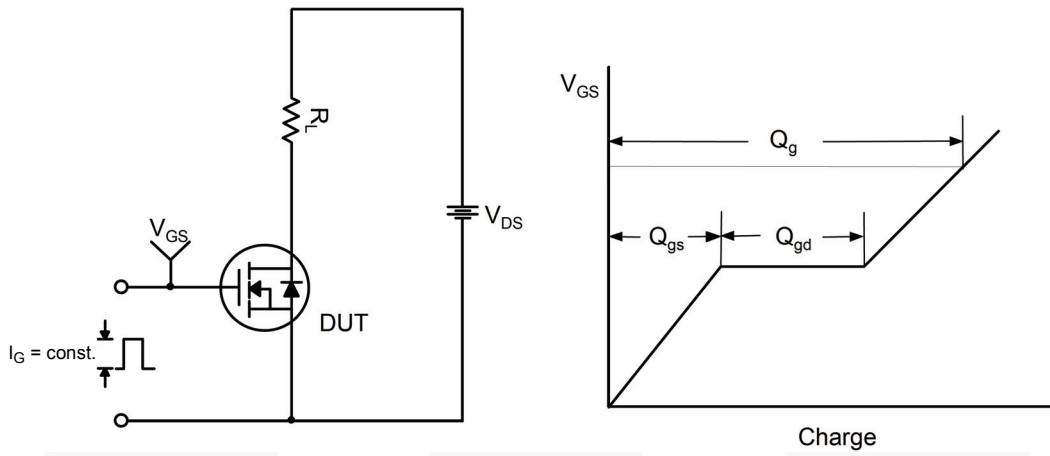 R_L
V_GS
V_DS
DUT
I_G = const.
V_GS
Q_g
Q_gs
Q_gd
Charge